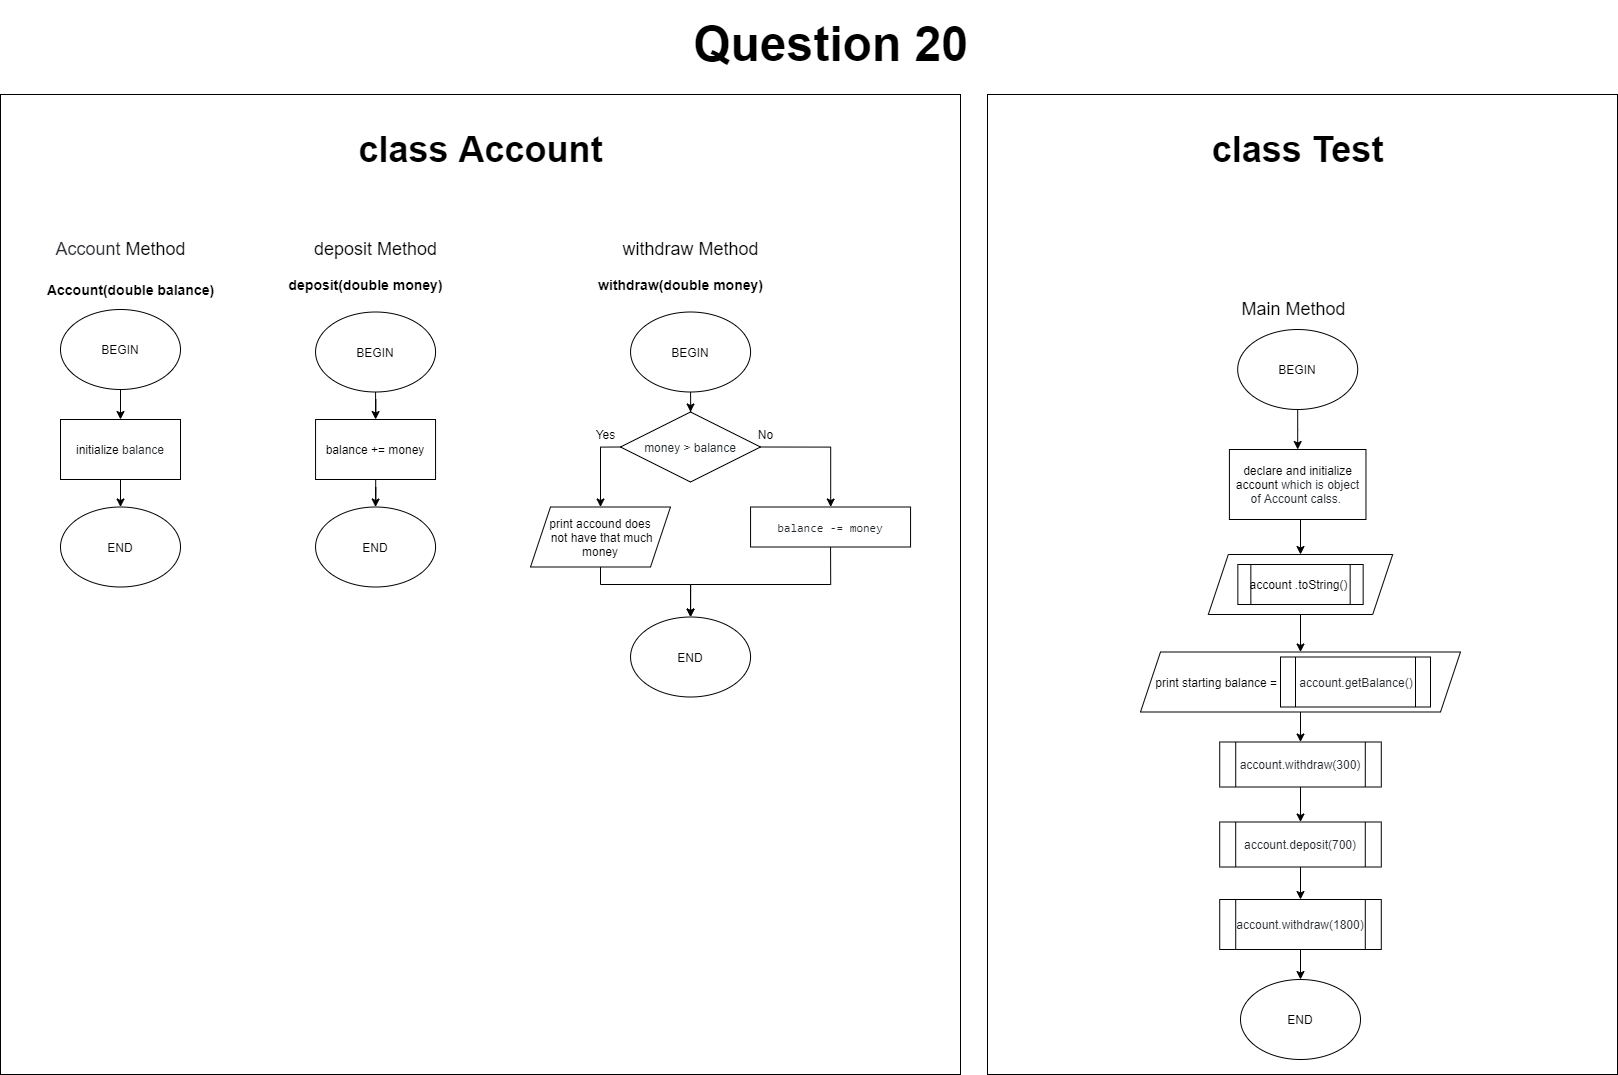 Question 20
class Account
Account Method
Account(double balance)
BEGIN
initialize balance
END
deposit Method
deposit(double money)
BEGIN
balance += money
END
withdraw Method
withdraw(double money)
BEGIN
money > balance
Yes
No
print accound does
not have that much
money
balance -= money
END
class Test
Main Method
BEGIN
declare and initialize
account which is object
of Account calss.
account .toString()
print starting balance =
account.getBalance()
account.withdraw(300)
account.deposit(700)
account.withdraw(1800)
END